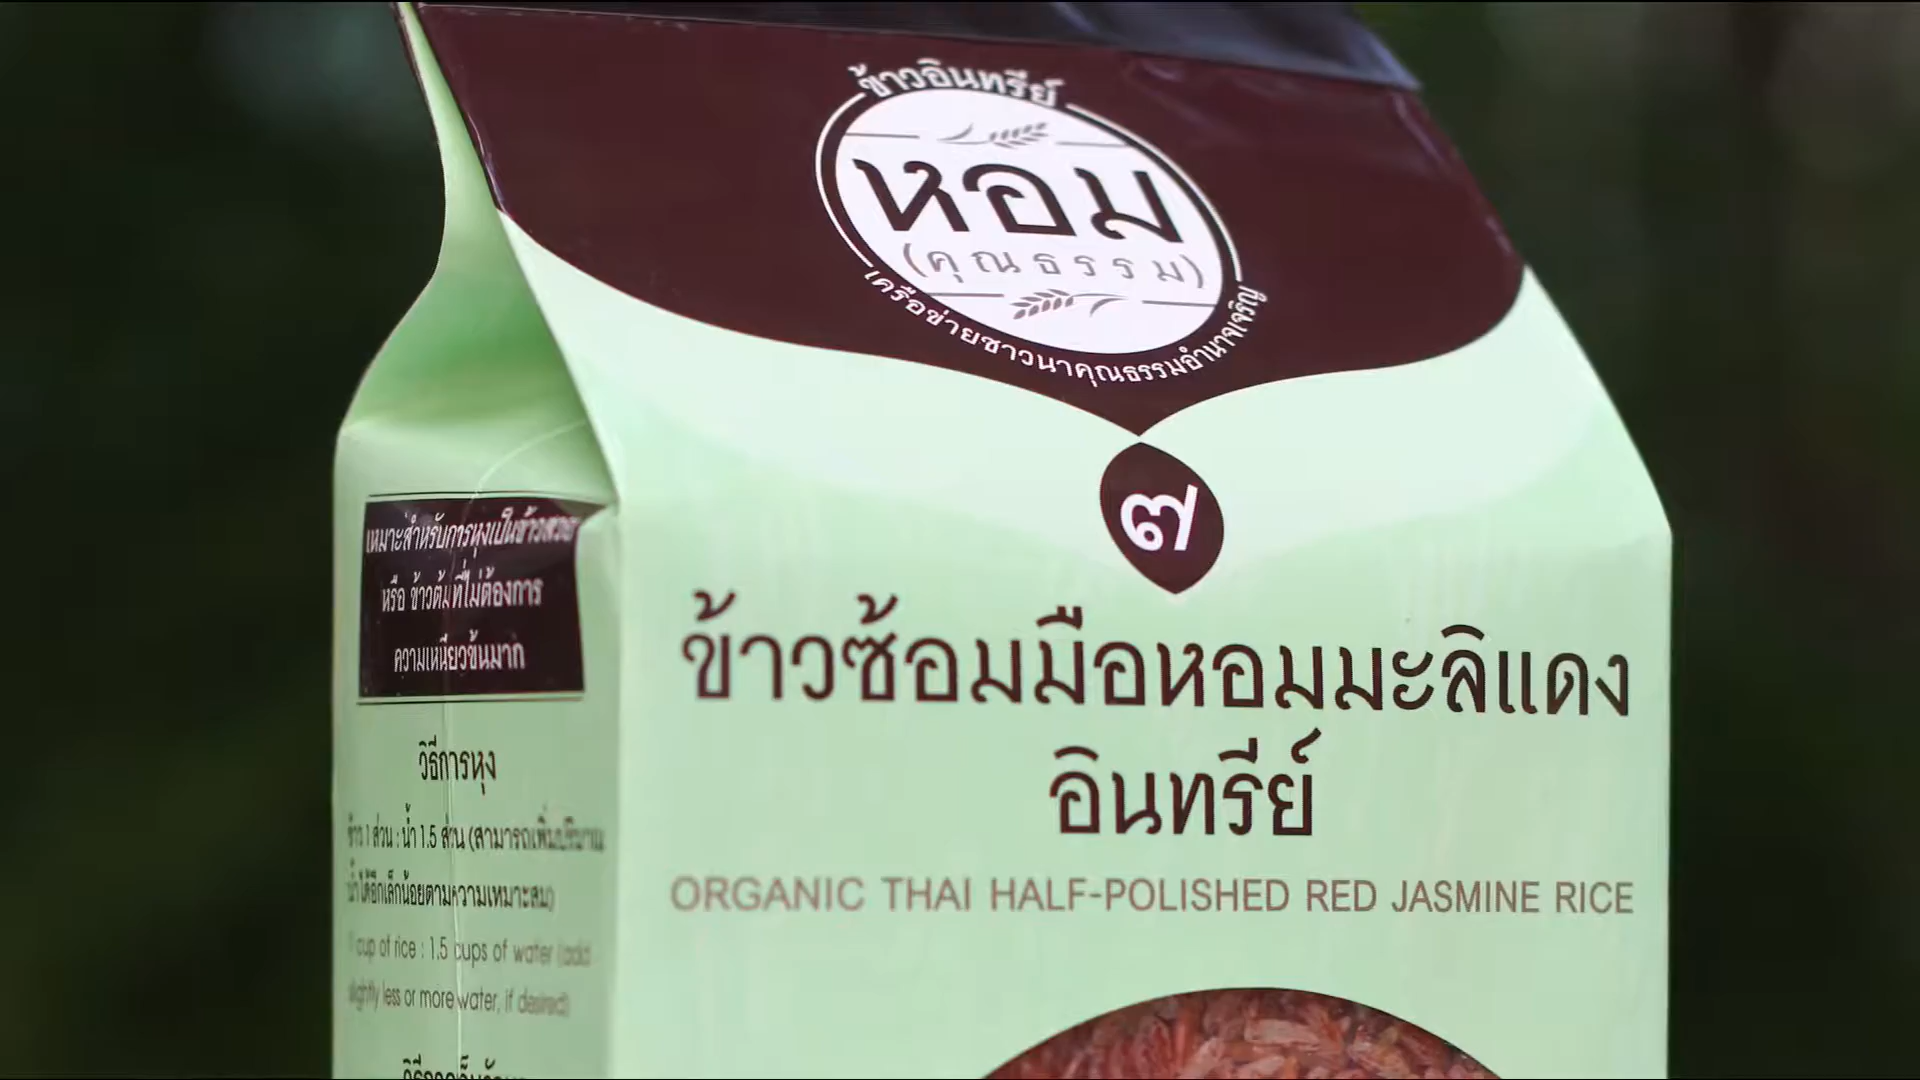 ข้าวอินทรีย์
หอม
(คุณธรรม)
เครือข่ายชาวนาคุณธรรมอำนาจเจริญ
๗
ข้าวซ้อมมือหอมมะลิแดง
อินทรีย์
ORGANIC THAI HALF-POLISHED RED JASMINE RICE
เหมาะสำหรับการหุงเป็นข้าวสวย
หรือ ข้าวต้มที่ไม่ต้องการ
ความเหนียวข้นมาก
วิธีการหุง
ข้าว 1 ส่วน : น้ำ 1.5 ส่วน (สามารถเพิ่มปริมาณ
น้ำได้อีกเล็กน้อยตามความเหมาะสม)
1 cup of rice : 1.5 cups of water (add
slightly less or more water, if desired)